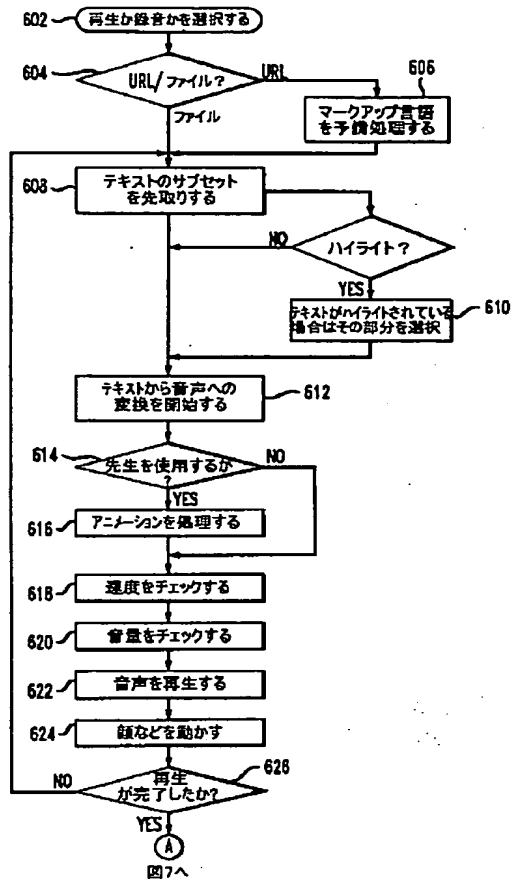 602
再生か録音かを選択する
604
URL/ファイル?
URL
606
マークアップ言語
を予備処理する
ファイル
608
テキストのサブセット
を先取りする
NO
ハイライト?
YES
テキストがハイライトされている
場合はその部分を選択
610
テキストから音声への
変換を開始する
612
614
先生を使用するか
?
NO
YES
616
アニメーションを処理する
618
速度をチェックする
620
音量をチェックする
622
音声を再生する
624
顔などを動かす
626
再生
が完了したか?
NO
YES
A
図7へ